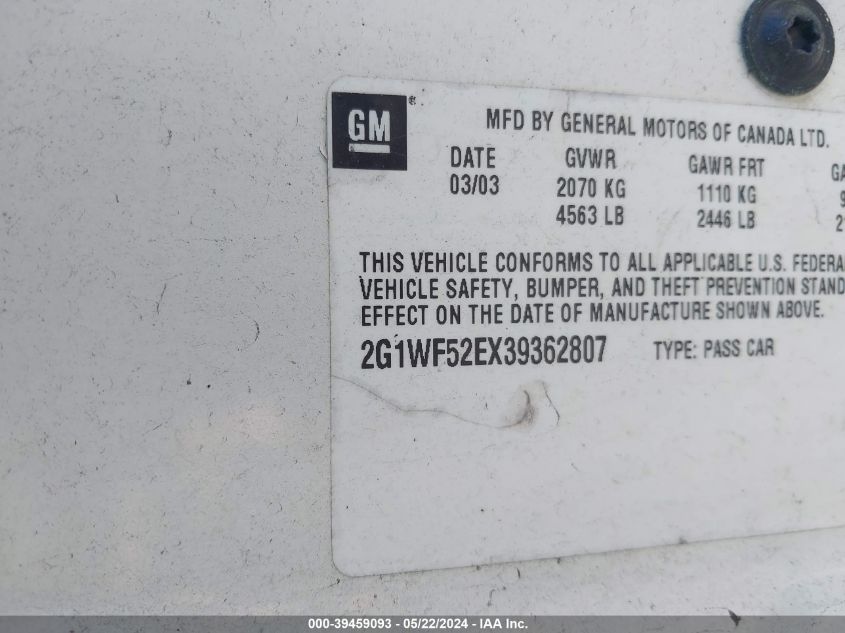 GM®
MFD BY GENERAL MOTORS OF CANADA LTD.
DATE GVWR GAWR FRT
03/03 2070 KG 1110 KG
4563 LB 2446 LB
THIS VEHICLE CONFORMS TO ALL APPLICABLE U.S. FEDERA
VEHICLE SAFETY, BUMPER, AND THEFT PREVENTION STAND
EFFECT ON THE DATE OF MANUFACTURE SHOWN ABOVE.
2G1WF52EX39362807 TYPE: PASS CAR
000-39459093 - 05/22/2024 - IAA Inc.